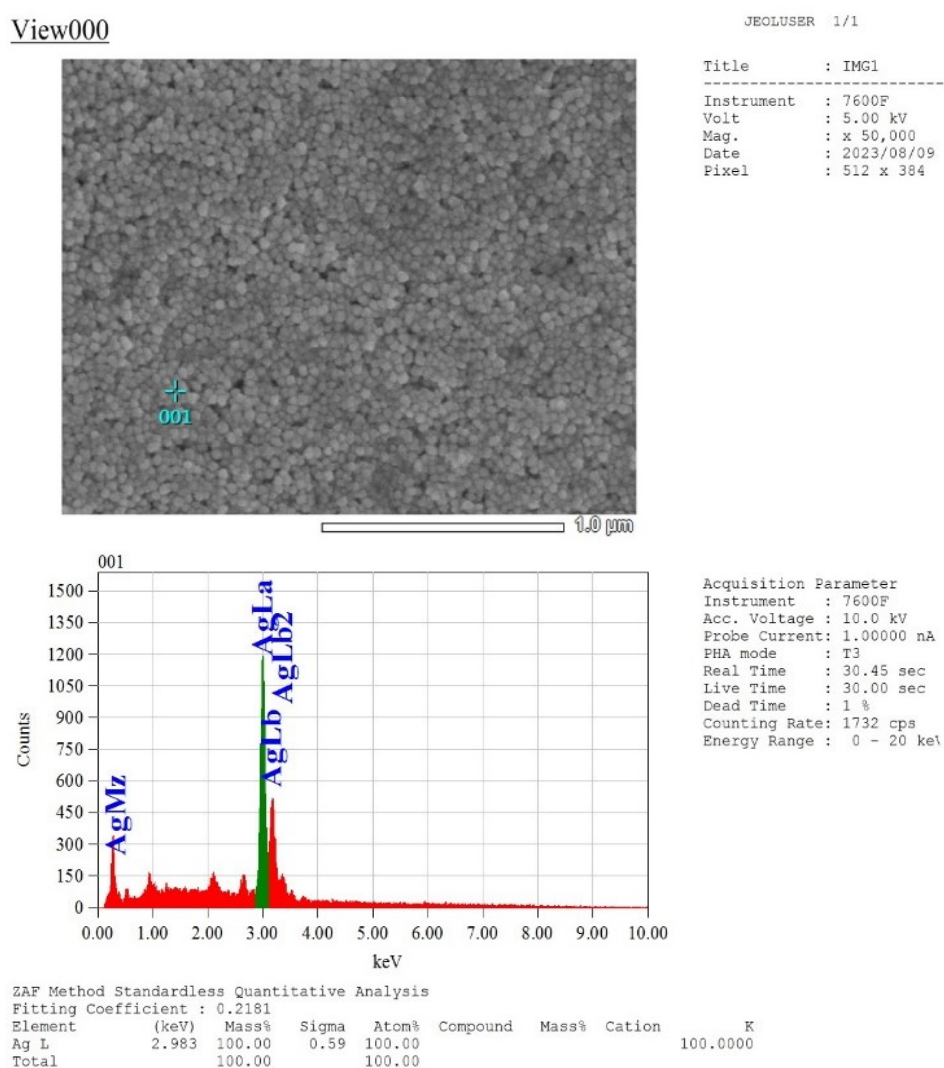 View000
JEOLUSER 1/1
Title : IMG1
Instrument : 7600F
Volt : 5.00 kV
Mag. : x 50,000
Date : 2023/08/09
Pixel : 512 x 384
001
1.0 µm
001
1500
1350
1200
1050
900
750
600
450
300
150
0
Counts
AgMz
AgLa
AgLb
AgLb2
0.00 1.00 2.00 3.00 4.00 5.00 6.00 7.00 8.00 9.00 10.00
keV
Acquisition Parameter
Instrument : 7600F
Acc. Voltage : 10.0 kV
Probe Current: 1.00000 nA
PHA mode : T3
Real Time : 30.45 sec
Live Time : 30.00 sec
Dead Time : 1 %
Counting Rate: 1732 cps
Energy Range : 0 - 20 keV
ZAF Method Standardless Quantitative Analysis
Fitting Coefficient : 0.2181
Element (keV) Mass% Sigma Atom% Compound Mass% Cation K
Ag L 2.983 100.00 0.59 100.00 100.0000
Total 100.00 100.00